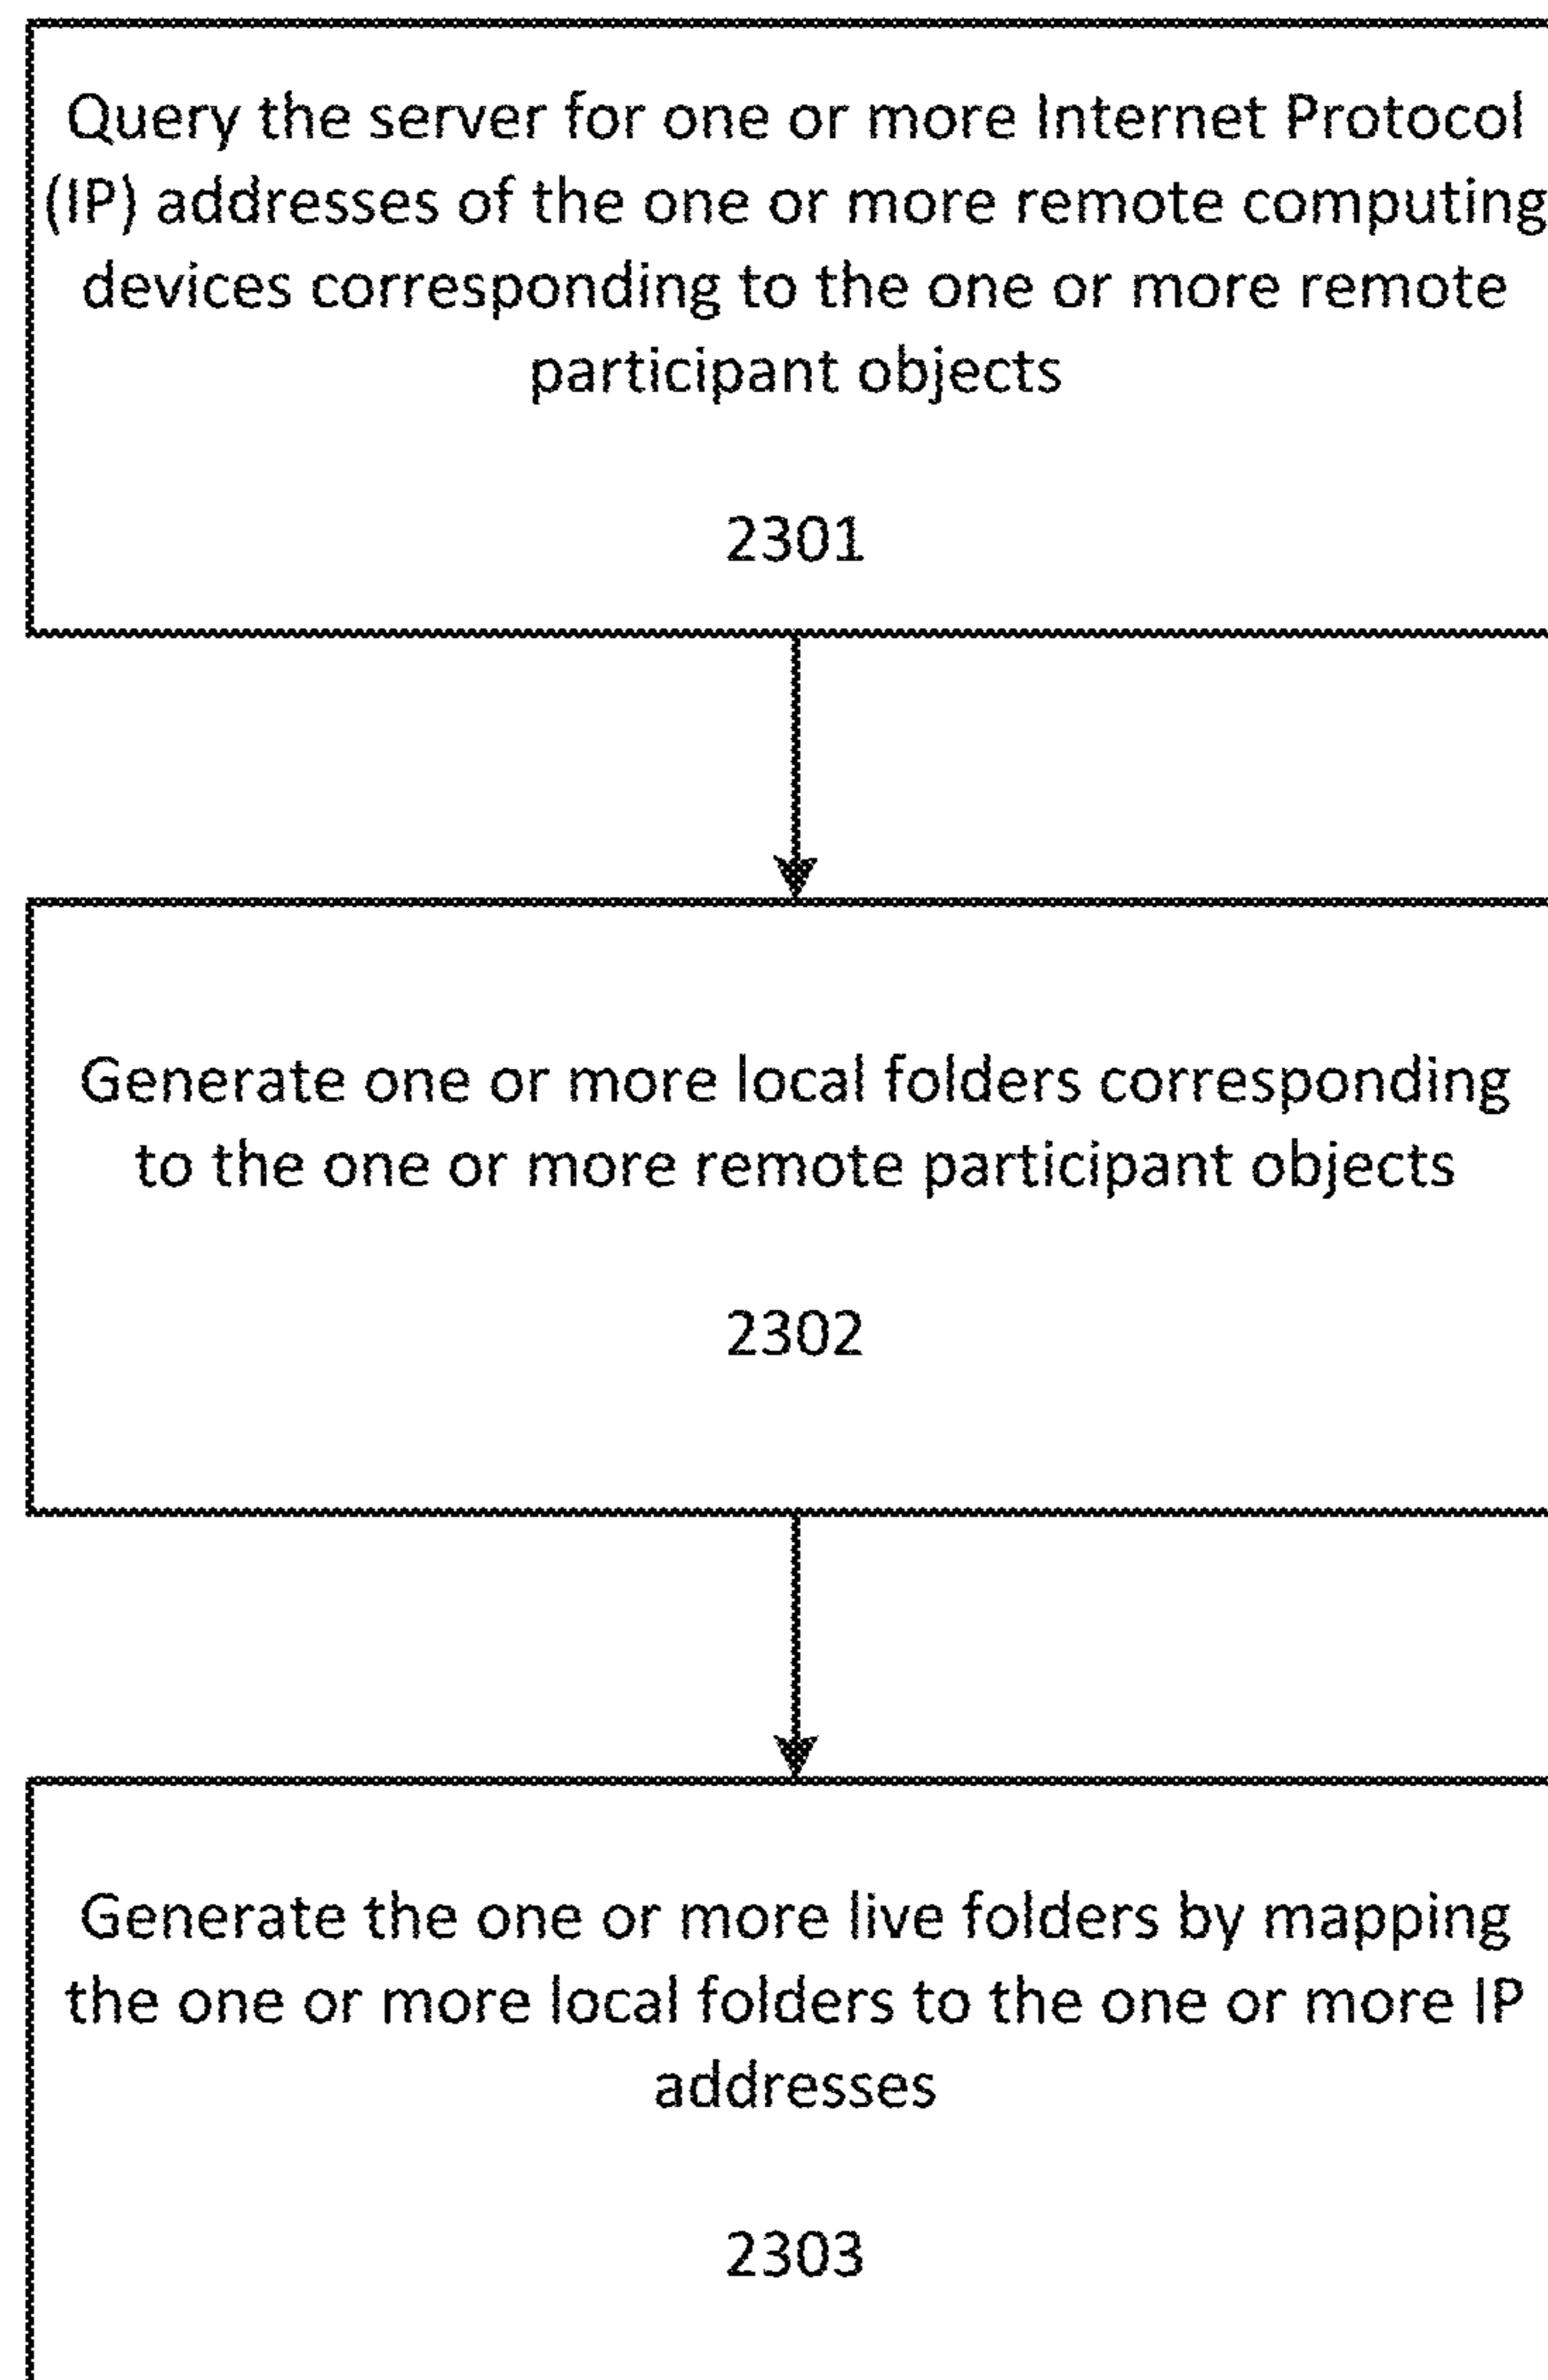 Query the server for one or more Internet Protocol
(IP) addresses of the one or more remote computing
devices corresponding to the one or more remote
participant objects
2301
Generate one or more local folders corresponding
to the one or more remote participant objects
2302
Generate the one or more live folders by mapping
the one or more local folders to the one or more IP
addresses
2303